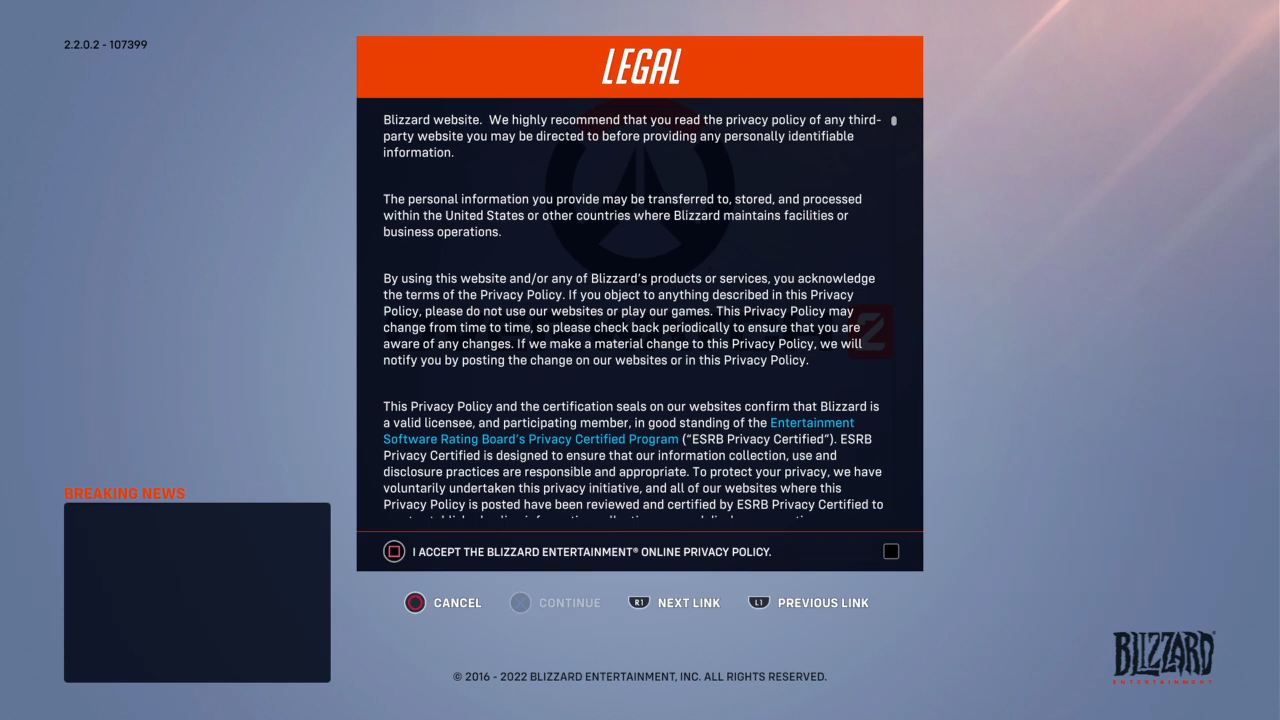 2.2.0.2 - 107399
LEGAL
Blizzard website.  We highly recommend that you read the privacy policy of any third-
party website you may be directed to before providing any personally identifiable
information.
The personal information you provide may be transferred to, stored, and processed
within the United States or other countries where Blizzard maintains facilities or
business operations.
By using this website and/or any of Blizzard's products or services, you acknowledge
the terms of the Privacy Policy. If you object to anything described in this Privacy
Policy, please do not use our websites or play our games. This Privacy Policy may
change from time to time, so please check back periodically to ensure that you are
aware of any changes. If we make a material change to this Privacy Policy, we will
notify you by posting the change on our websites or in this Privacy Policy.
This Privacy Policy and the certification seals on our websites confirm that Blizzard is
a valid licensee, and participating member, in good standing of the Entertainment
Software Rating Board's Privacy Certified Program (“ESRB Privacy Certified”). ESRB
Privacy Certified is designed to ensure that our information collection, use and
disclosure practices are responsible and appropriate. To protect your privacy, we have
voluntarily undertaken this privacy initiative, and all of our websites where this
Privacy Policy is posted have been reviewed and certified by ESRB Privacy Certified to
I ACCEPT THE BLIZZARD ENTERTAINMENT® ONLINE PRIVACY POLICY.
BREAKING NEWS
CANCEL
CONTINUE
R1 NEXT LINK
L1 PREVIOUS LINK
© 2016 - 2022 BLIZZARD ENTERTAINMENT, INC. ALL RIGHTS RESERVED.
BLIZZARD
ENTERTAINMENT